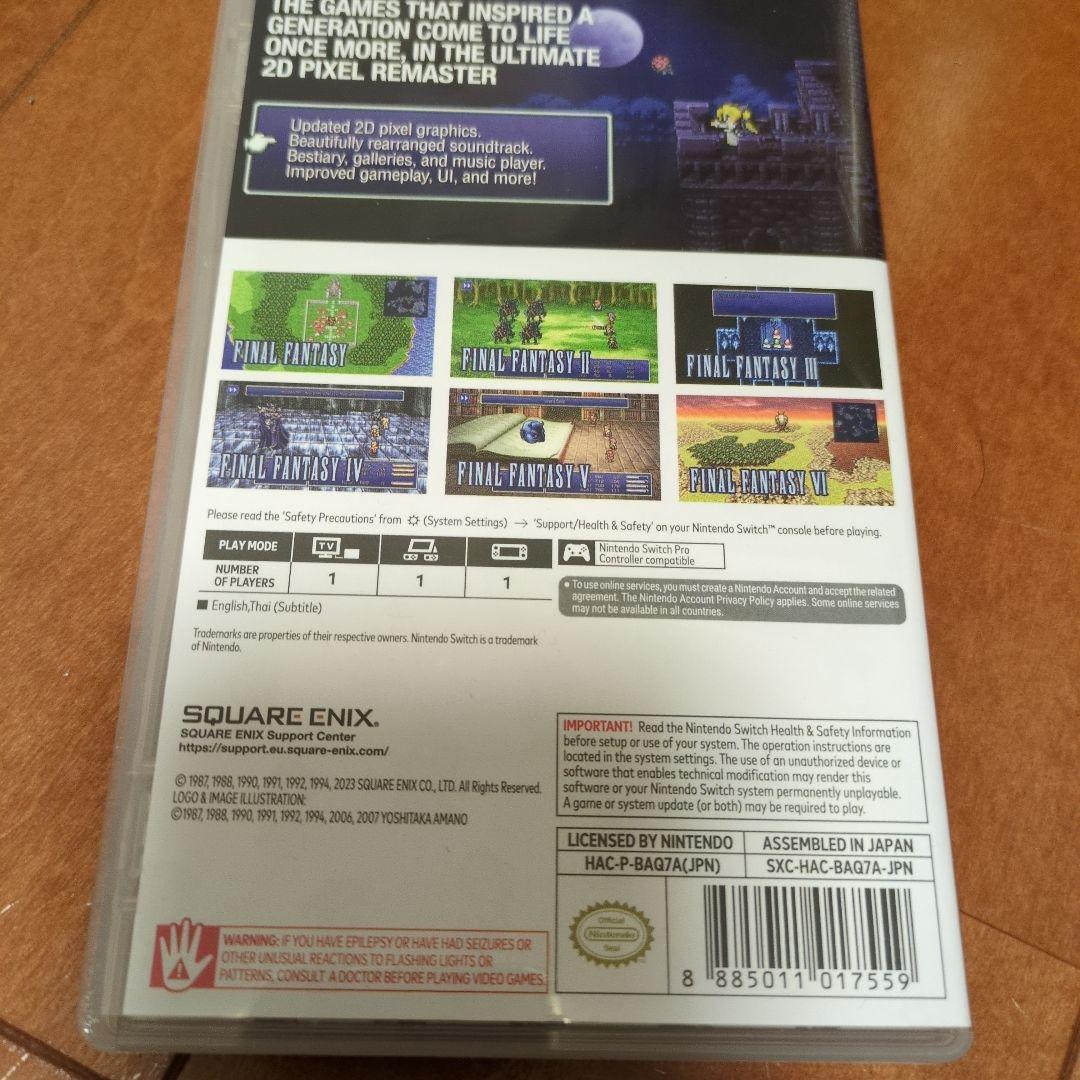 THE GAMES THAT INSPIRED A
GENERATION COME TO LIFE
ONCE MORE, IN THE ULTIMATE
2D PIXEL REMASTER
Updated 2D pixel graphics.
Beautifully rearranged soundtrack.
Bestiary, galleries, and music player.
Improved gameplay, UI, and more!
FINAL FANTASY
FINAL FANTASY II
FINAL FANTASY III
FINAL FANTASY IV
FINAL FANTASY V
FINAL FANTASY VI
Please read the 'Safety Precautions' from (System Settings) → 'Support/Health & Safety' on your Nintendo Switch™ console before playing.
PLAY MODE
TV
NUMBER
OF PLAYERS
1
1
1
Nintendo Switch Pro
Controller compatible
• To use online services, you must create a Nintendo Account and accept the related
agreement. The Nintendo Account Privacy Policy applies. Some online services
may not be available in all countries.
■ English,Thai (Subtitle)
Trademarks are properties of their respective owners. Nintendo Switch is a trademark
of Nintendo.
SQUARE ENIX®
SQUARE ENIX Support Center
https://support.eu.square-enix.com/
© 1987, 1988, 1990, 1991, 1992, 1994, 2023 SQUARE ENIX CO., LTD. All Rights Reserved.
LOGO & IMAGE ILLUSTRATION:
©1987, 1988, 1990, 1991, 1992, 1994, 2006, 2007 YOSHITAKA AMANO
IMPORTANT! Read the Nintendo Switch Health & Safety Information
before setup or use of your system. The operation instructions are
located in the system settings. The use of an unauthorized device or
software that enables technical modification may render this
software or your Nintendo Switch system permanently unplayable.
A game or system update (or both) may be required to play.
LICENSED BY NINTENDO
ASSEMBLED IN JAPAN
HAC-P-BAQ7A(JPN)
SXC-HAC-BAQ7A-JPN
WARNING: IF YOU HAVE EPILEPSY OR HAVE HAD SEIZURES OR
OTHER UNUSUAL REACTIONS TO FLASHING LIGHTS OR
PATTERNS, CONSULT A DOCTOR BEFORE PLAYING VIDEO GAMES.
Official
Nintendo
Seal
8 885011 017559